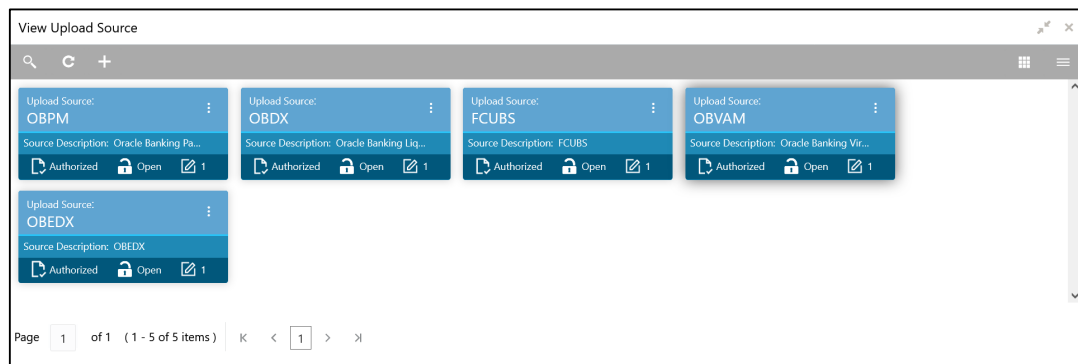 View Upload Source
Upload Source:
OBPM
Source Description: Oracle Banking Pa...
Authorized Open 1
Upload Source:
OBDX
Source Description: Oracle Banking Liq...
Authorized Open 1
Upload Source:
FCUBS
Source Description: FCUBS
Authorized Open 1
Upload Source:
OBVAM
Source Description: Oracle Banking Vir...
Authorized Open 1
Upload Source:
OBEDX
Source Description: OBEDX
Authorized Open 1
Page 1 of 1 ( 1 - 5 of 5 items ) 1